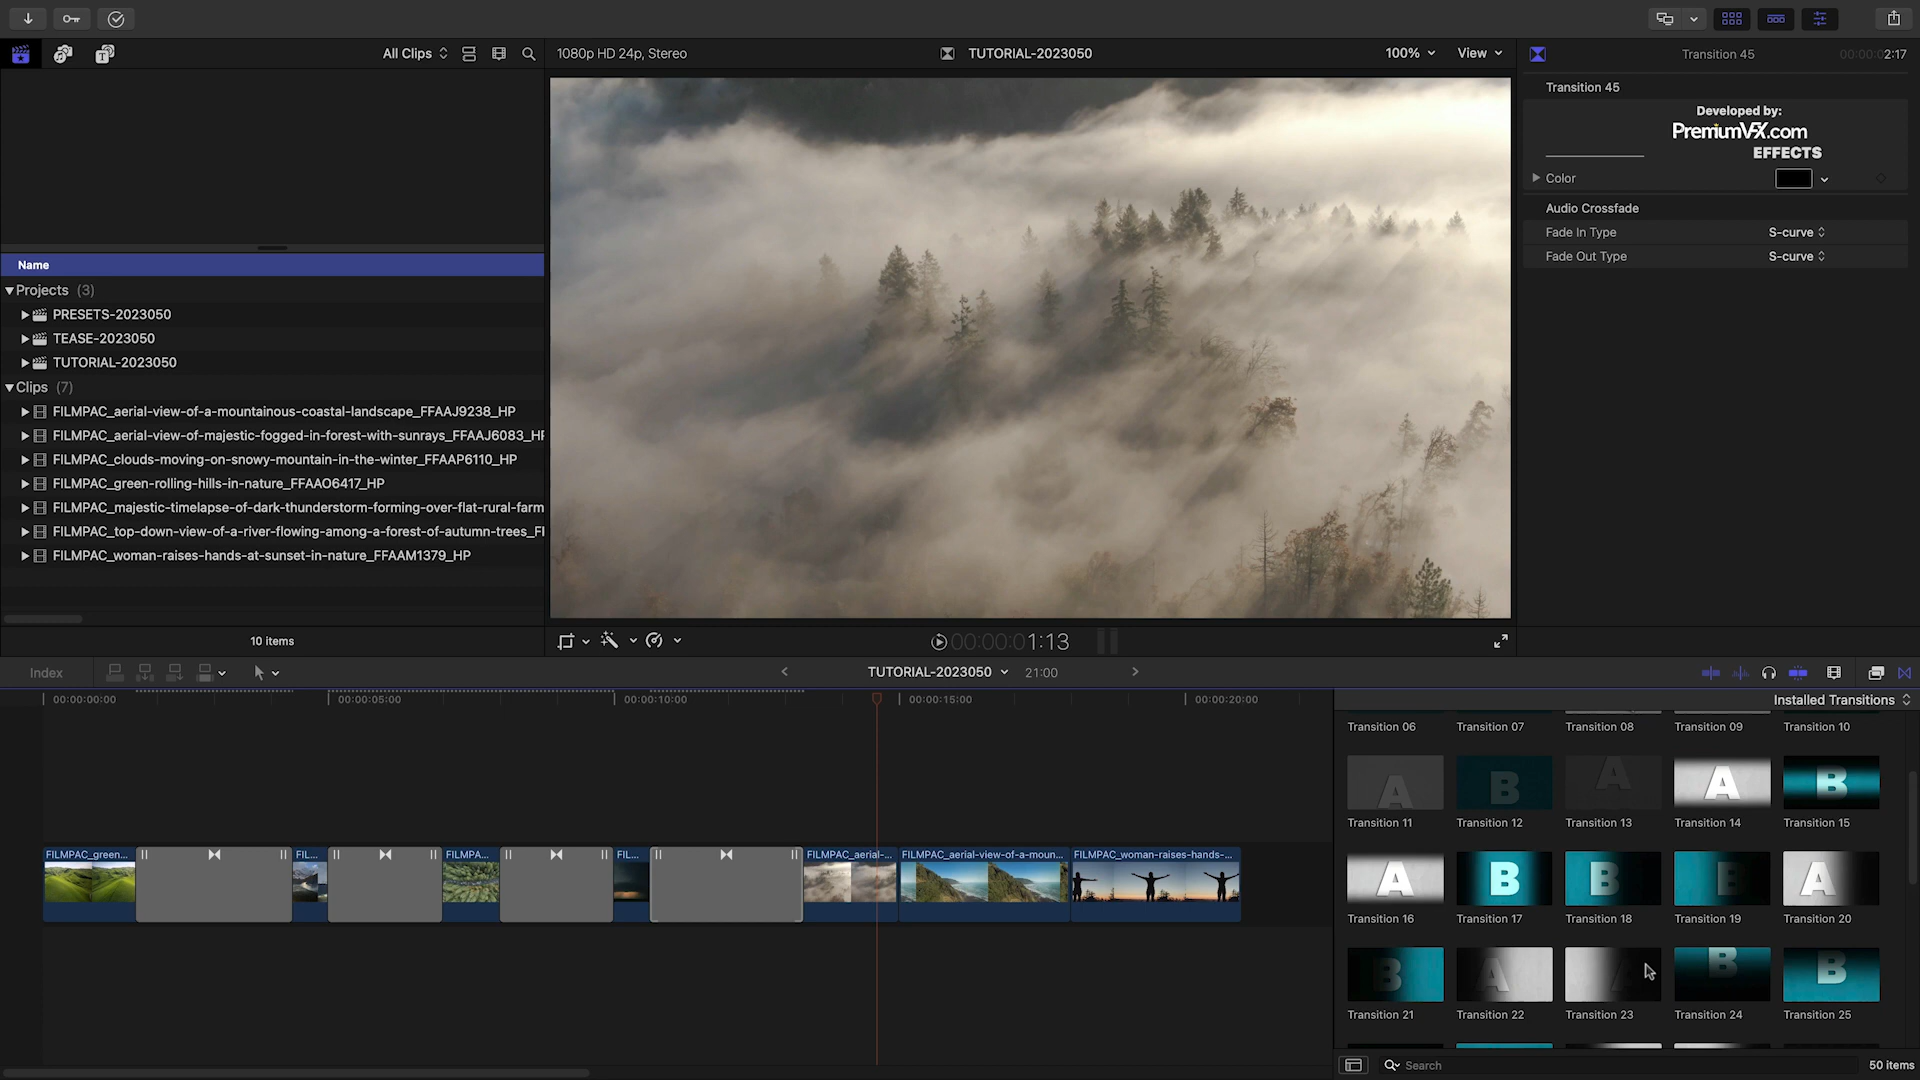 All Clips
1080p HD 24p, Stereo
TUTORIAL-2023050
100%
View
Transition 45
00:00:02:17
Transition 45
Developed by:
PremiumVFX.com
EFFECTS
Color
Audio Crossfade
Fade In Type
S-curve
Fade Out Type
S-curve
Name
Projects (3)
PRESETS-2023050
TEASE-2023050
TUTORIAL-2023050
Clips (7)
FILMPAC_aerial-view-of-a-mountainous-coastal-landscape_FFAAJ9238_HP
FILMPAC_aerial-view-of-majestic-fogged-in-forest-with-sunrays_FFAAJ6083_HP
FILMPAC_clouds-moving-on-snowy-mountain-in-the-winter_FFAAP6110_HP
FILMPAC_green-rolling-hills-in-nature_FFAAO6417_HP
FILMPAC_majestic-timelapse-of-dark-thunderstorm-forming-over-flat-rural-farm
FILMPAC_top-down-view-of-a-river-flowing-among-a-forest-of-autumn-trees_F
FILMPAC_woman-raises-hands-at-sunset-in-nature_FFAAM1379_HP
10 items
00:00:01:13
Index
TUTORIAL-2023050
21:00
00:00:00:00
00:00:05:00
00:00:10:00
00:00:15:00
00:00:20:00
FILMPAC_green...
FIL...
FILMPA...
FIL...
FILMPAC_aerial-...
FILMPAC_aerial-view-of-a-moun...
FILMPAC_woman-raises-hands-...
Installed Transitions
Transition 06
Transition 07
Transition 08
Transition 09
Transition 10
A
B
A
A
B
Transition 11
Transition 12
Transition 13
Transition 14
Transition 15
A
B
B
B
A
Transition 16
Transition 17
Transition 18
Transition 19
Transition 20
B
A
A
B
B
Transition 21
Transition 22
Transition 23
Transition 24
Transition 25
Search
50 items